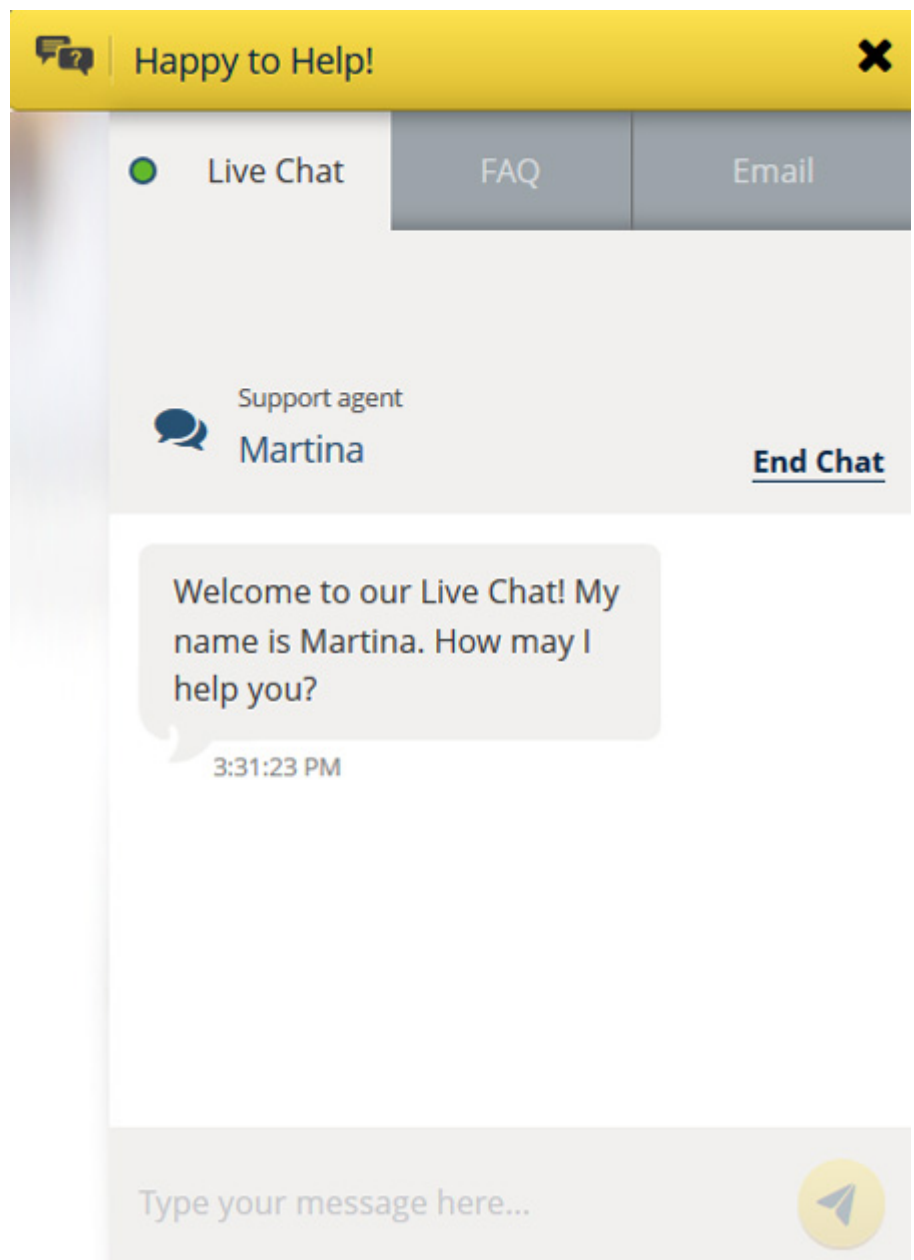 Happy to Help!
Live Chat
FAQ
Email
Support agent
Martina
End Chat
Welcome to our Live Chat! My
name is Martina. How may I
help you?
3:31:23 PM
Type your message here...